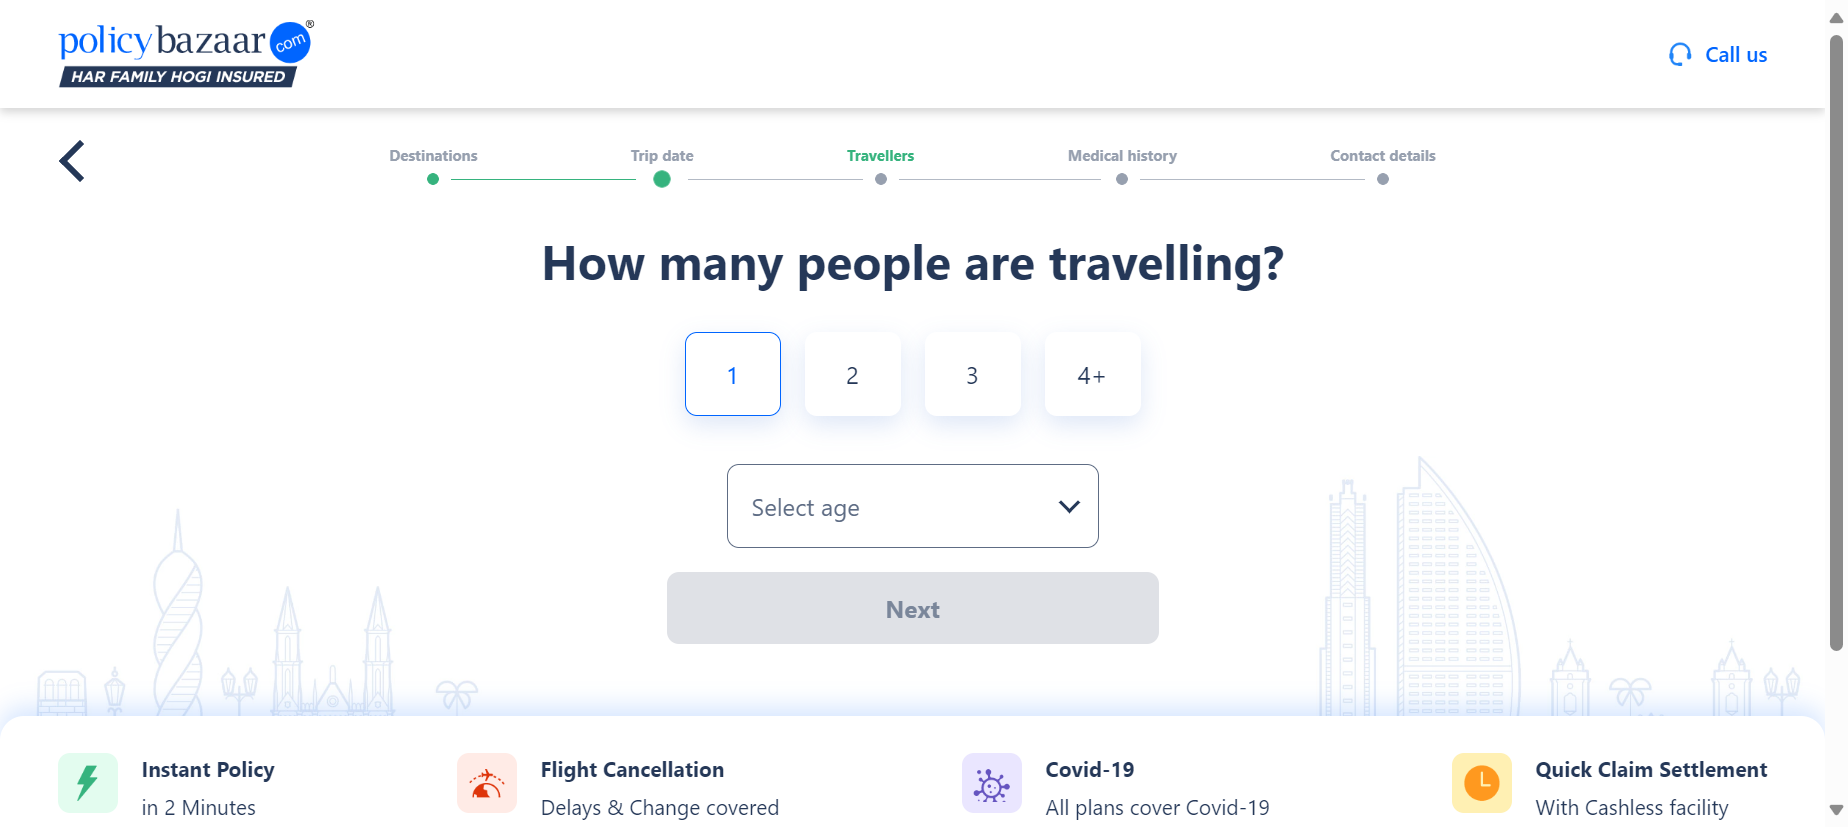 policybazaar com ®
HAR FAMILY HOGI INSURED
Call us
Destinations
Trip date
Travellers
Medical history
Contact details
How many people are travelling?
1
2
3
4+
Select age
Next
Instant Policy
in 2 Minutes
Flight Cancellation
Delays & Change covered
Covid-19
All plans cover Covid-19
Quick Claim Settlement
With Cashless facility